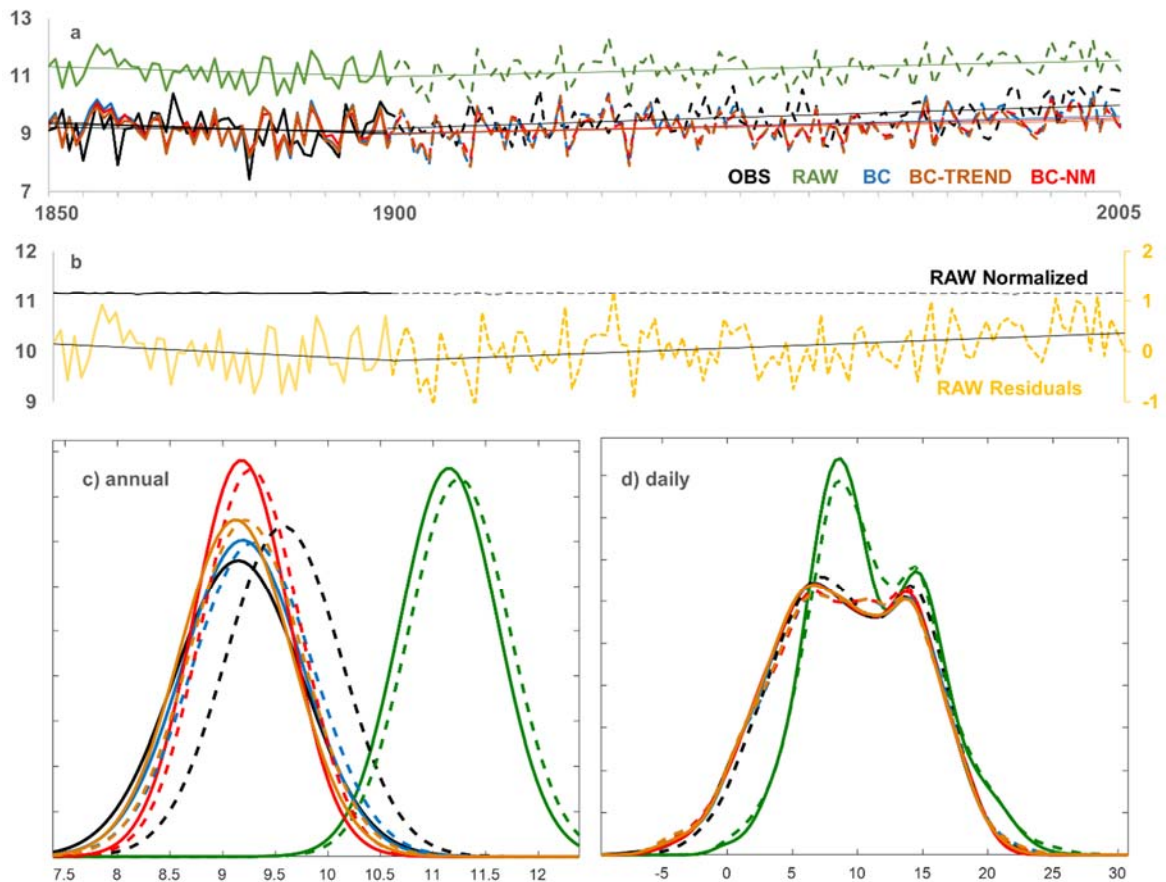 13
a
11
9
OBS RAW BC BC-TREND BC-NM
7
1850 1900 2005
12 2
b
RAW Normalized
11 1
10 0
RAW Residuals
9 -1
c) annual
d) daily
7.5 8 8.5 9 9.5 10 10.5 11 11.5 12
-5 0 5 10 15 20 25 30